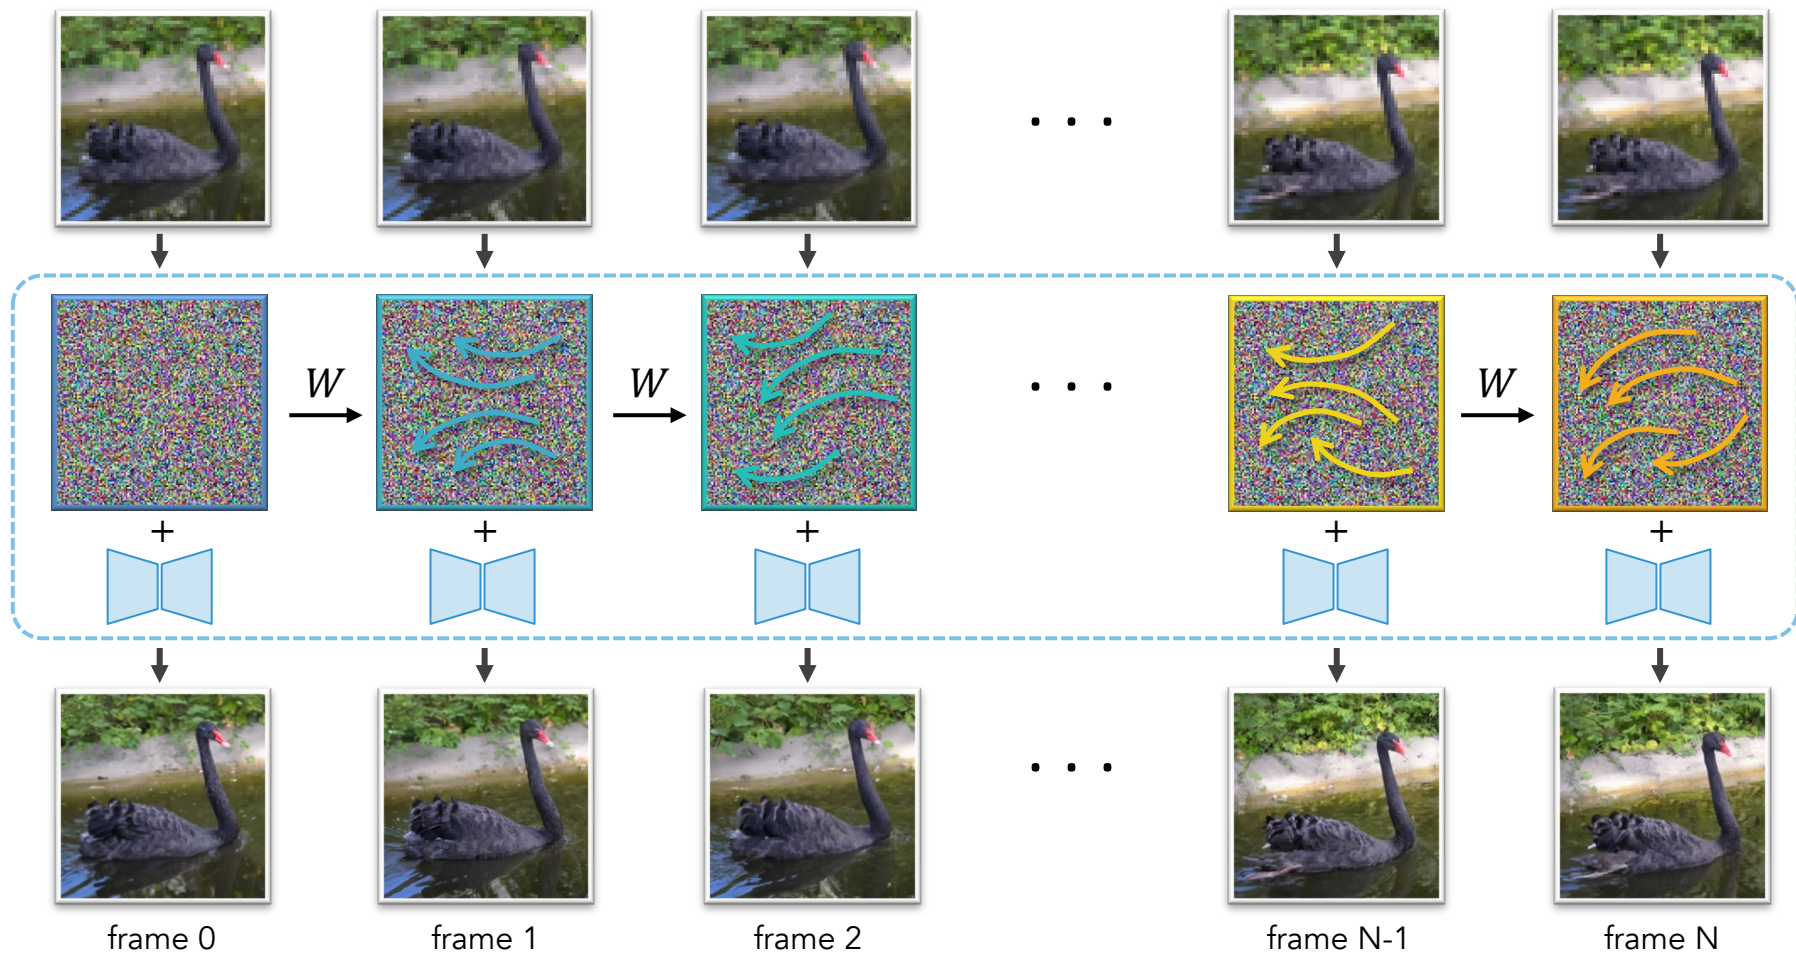 . . .
W
W
. . .
W
+
+
+
+
+
. . .
frame 0
frame 1
frame 2
frame N-1
frame N